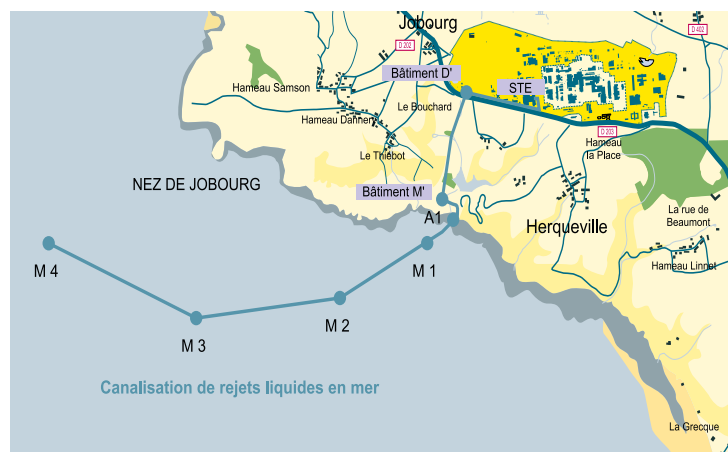 Jobourg
D 202
D 402
Bâtiment D'
STE
Hameau Samson
Le Bouchard
Hameau Dannery
D 203
Hameau
la Place
Le Thiébot
NEZ DE JOBOURG
Bâtiment M'
La rue de
Beaumont
A1
Herqueville
M 4
M 1
Hameau Linnet
M 2
M 3
Canalisation de rejets liquides en mer
La Grecque